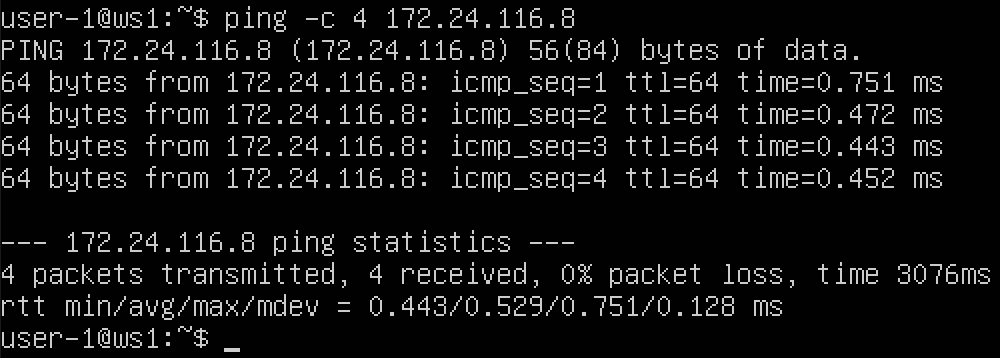 user-1@ws1:~$ ping -c 4 172.24.116.8
PING 172.24.116.8 (172.24.116.8) 56(84) bytes of data.
64 bytes from 172.24.116.8: icmp_seq=1 ttl=64 time=0.751 ms
64 bytes from 172.24.116.8: icmp_seq=2 ttl=64 time=0.472 ms
64 bytes from 172.24.116.8: icmp_seq=3 ttl=64 time=0.443 ms
64 bytes from 172.24.116.8: icmp_seq=4 ttl=64 time=0.452 ms
--- 172.24.116.8 ping statistics ---
4 packets transmitted, 4 received, 0% packet loss, time 3076ms
rtt min/avg/max/mdev = 0.443/0.529/0.751/0.128 ms
user-1@ws1:~$ _